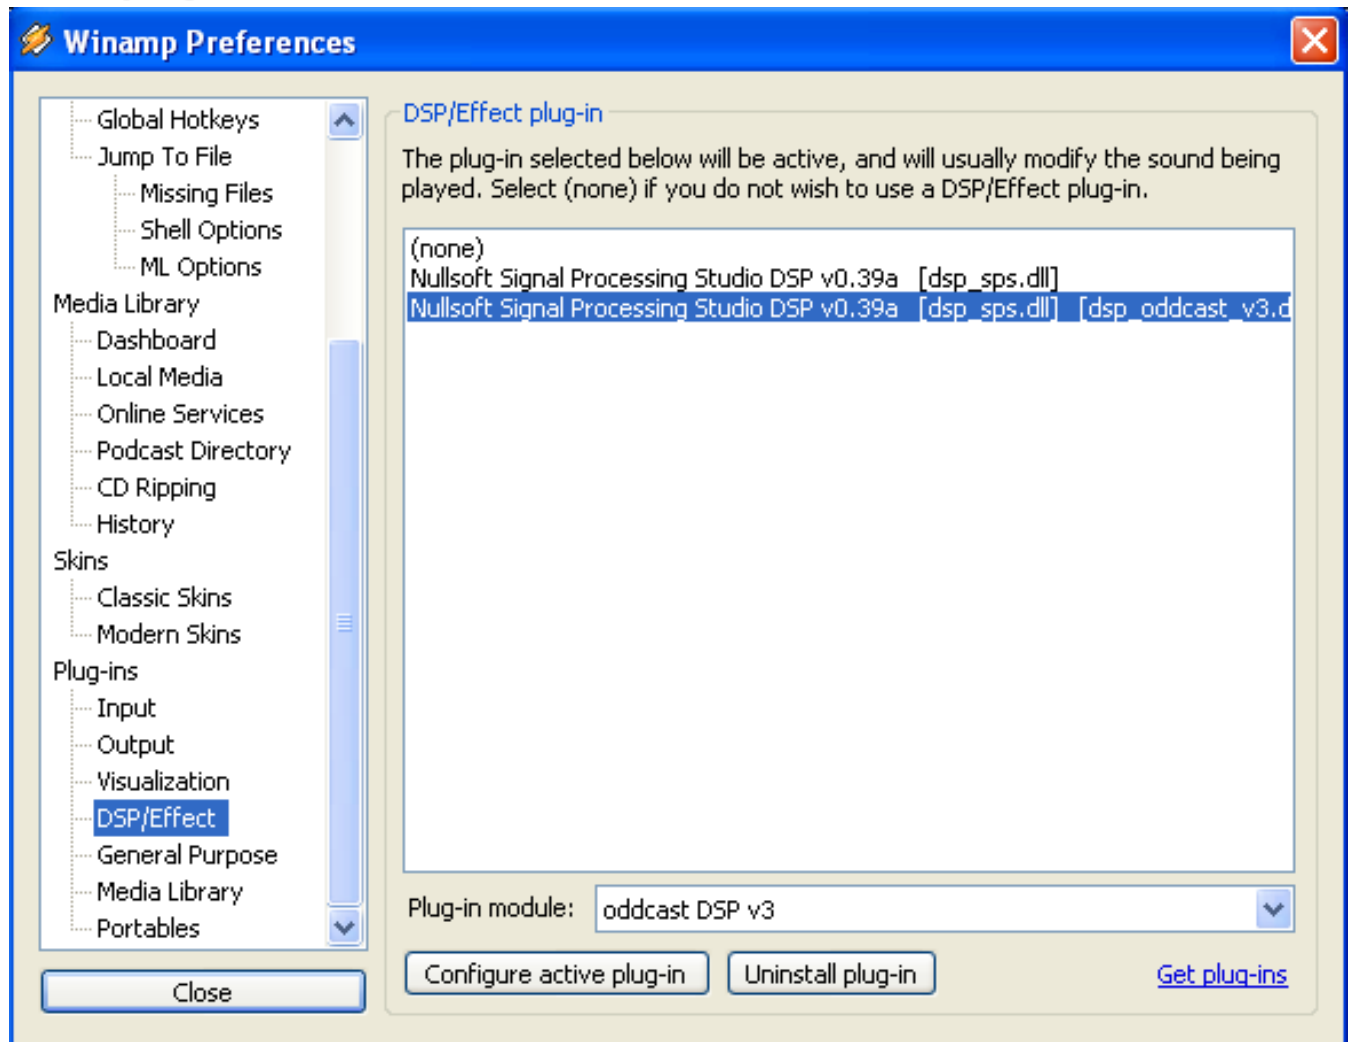 Winamp Preferences
Global Hotkeys
Jump To File
Missing Files
Shell Options
ML Options
Media Library
Dashboard
Local Media
Online Services
Podcast Directory
CD Ripping
History
Skins
Classic Skins
Modern Skins
Plug-ins
Input
Output
Visualization
DSP/Effect
General Purpose
Media Library
Portables
Close
DSP/Effect plug-in
The plug-in selected below will be active, and will usually modify the sound being
played. Select (none) if you do not wish to use a DSP/Effect plug-in.
(none)
Nullsoft Signal Processing Studio DSP v0.39a [dsp_sps.dll]
Nullsoft Signal Processing Studio DSP v0.39a [dsp_sps.dll] [dsp_oddcast_v3.d
Plug-in module: oddcast DSP v3
Configure active plug-in Uninstall plug-in Get plug-ins